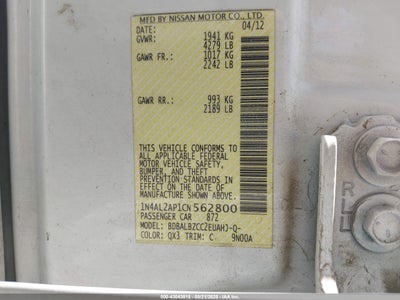 MFD BY NISSAN MOTOR CO., LTD.
DATE: 04/12
GVWR: 1941 KG
4279 LB
GAWR FR.: 1017 KG
2242 LB
GAWR RR.: 993 KG
2189 LB
THIS VEHICLE CONFORMS TO
ALL APPLICABLE FEDERAL
MOTOR VEHICLE SAFETY,
BUMPER, AND THEFT
PREVENTION STANDARDS IN
EFFECT ON THE DATE OF
MANUFACTURE SHOWN ABOVE.
1N4AL2AP1CN562800
PASSENGER CAR 872
MODEL: BDBALBZCC2EUAHJ-Q-
COLOR: QX3 TRIM: C 9N00A